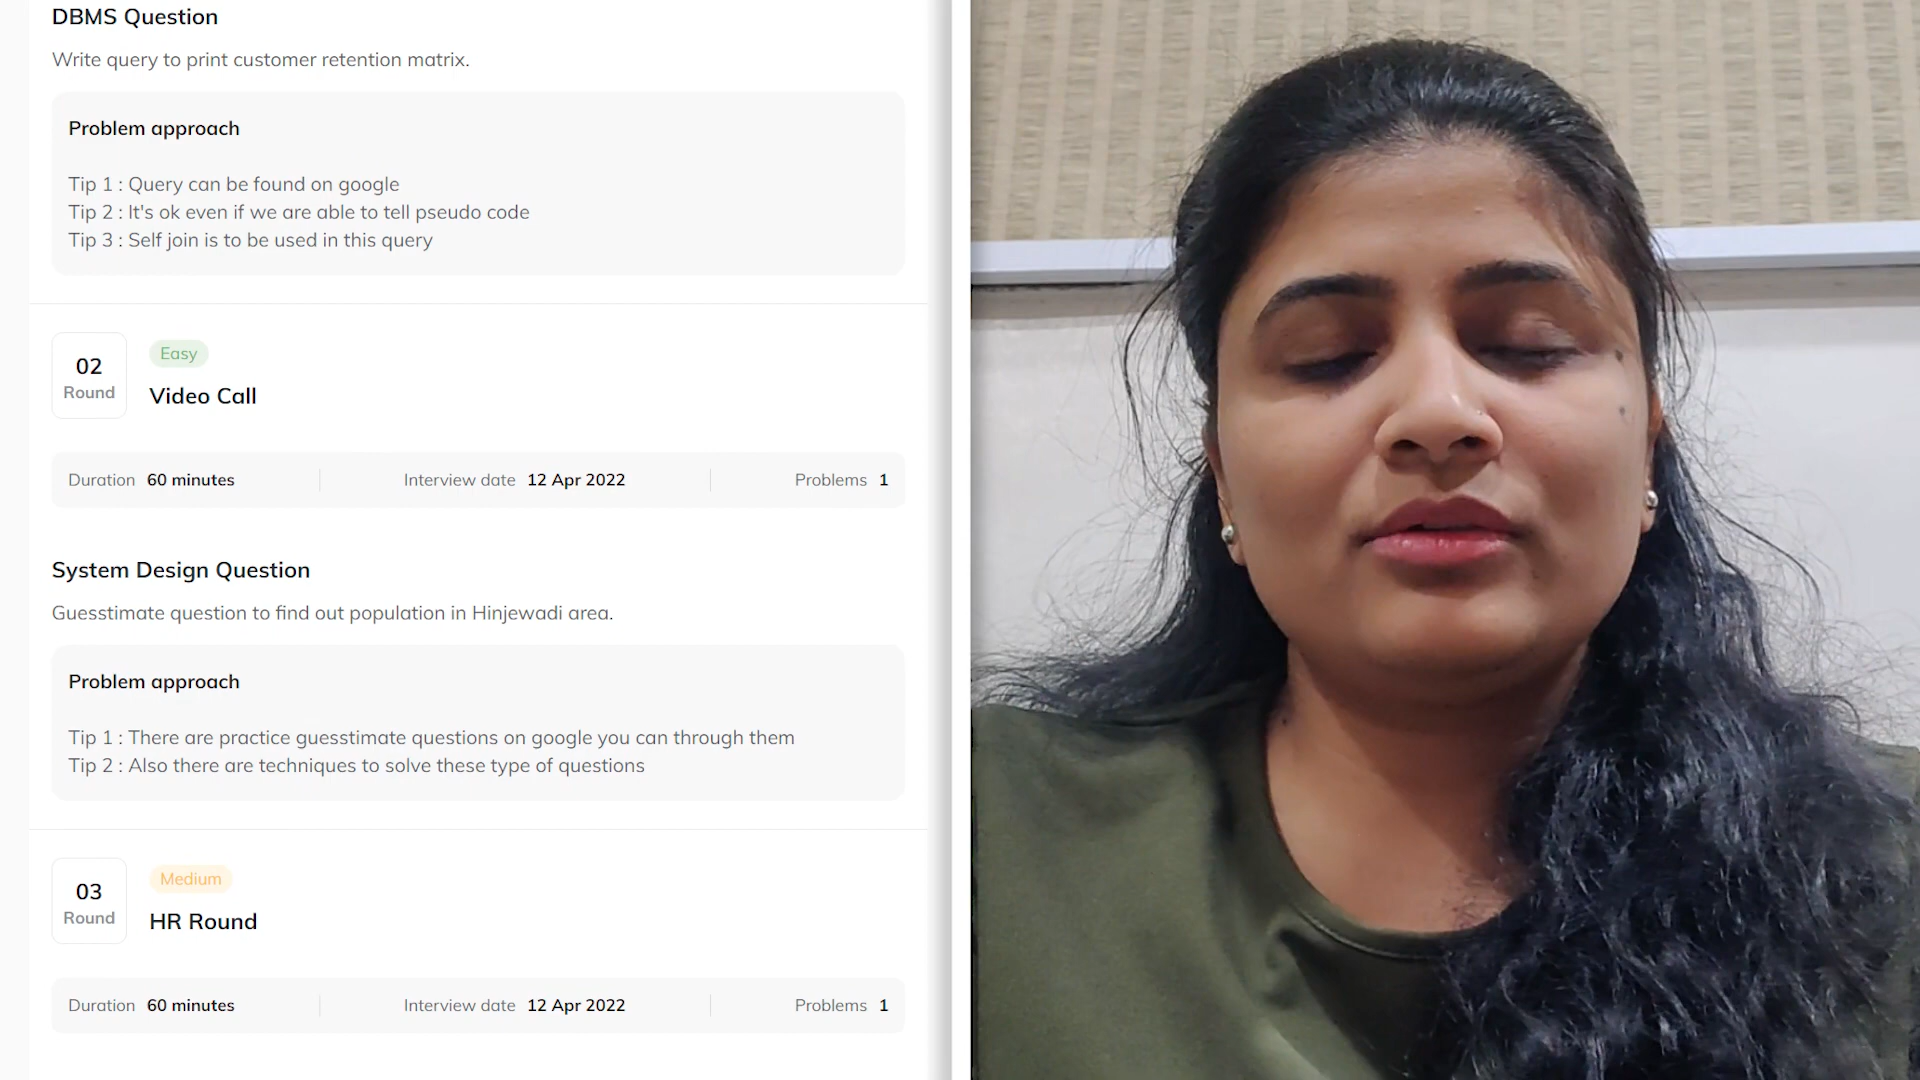 DBMS Question
Write query to print customer retention matrix.
Problem approach
Tip 1 : Query can be found on google
Tip 2 : It's ok even if we are able to tell pseudo code
Tip 3 : Self join is to be used in this query
02
Round
Easy
Video Call
Duration 60 minutes
Interview date 12 Apr 2022
Problems 1
System Design Question
Guesstimate question to find out population in Hinjewadi area.
Problem approach
Tip 1 : There are practice guesstimate questions on google you can through them
Tip 2 : Also there are techniques to solve these type of questions
03
Round
Medium
HR Round
Duration 60 minutes
Interview date 12 Apr 2022
Problems 1